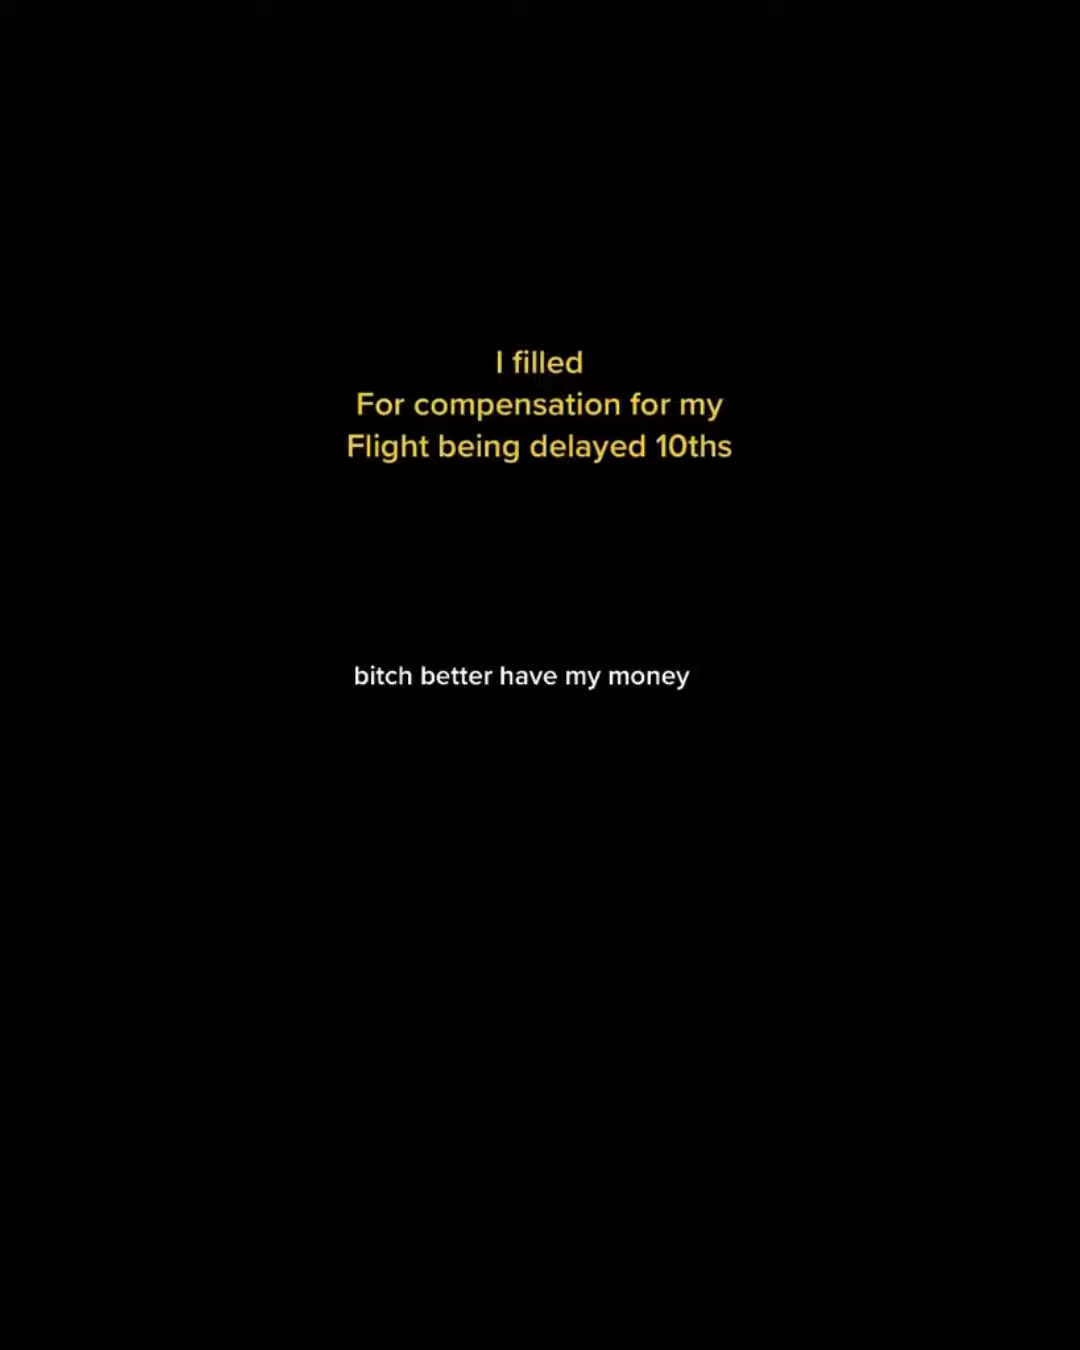 I filled
For compensation for my
Flight being delayed 10ths
bitch better have my money